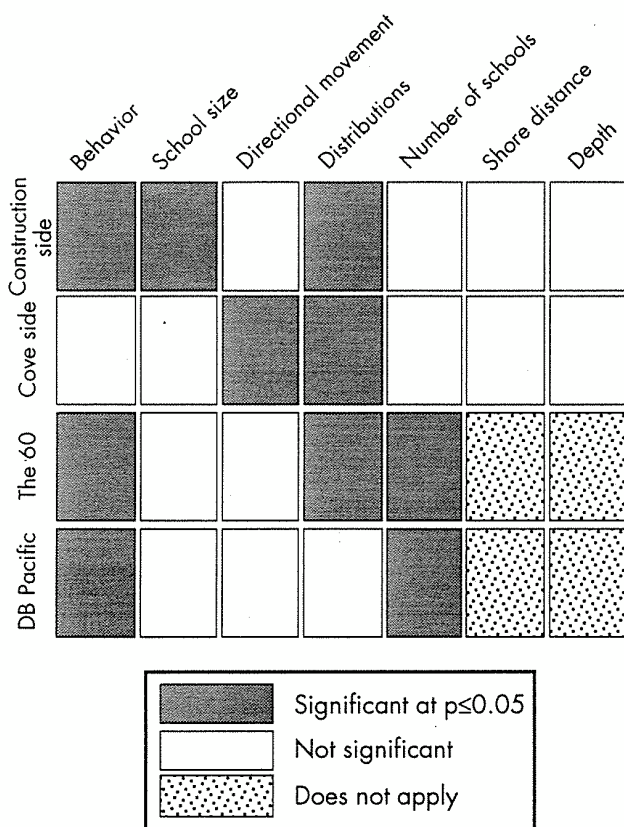 Behavior
School size
Directional movement
Distributions
Number of schools
Shore distance
Depth
Construction
side
Cove side
The 60
DB Pacific
Significant at p≤0.05
Not significant
Does not apply